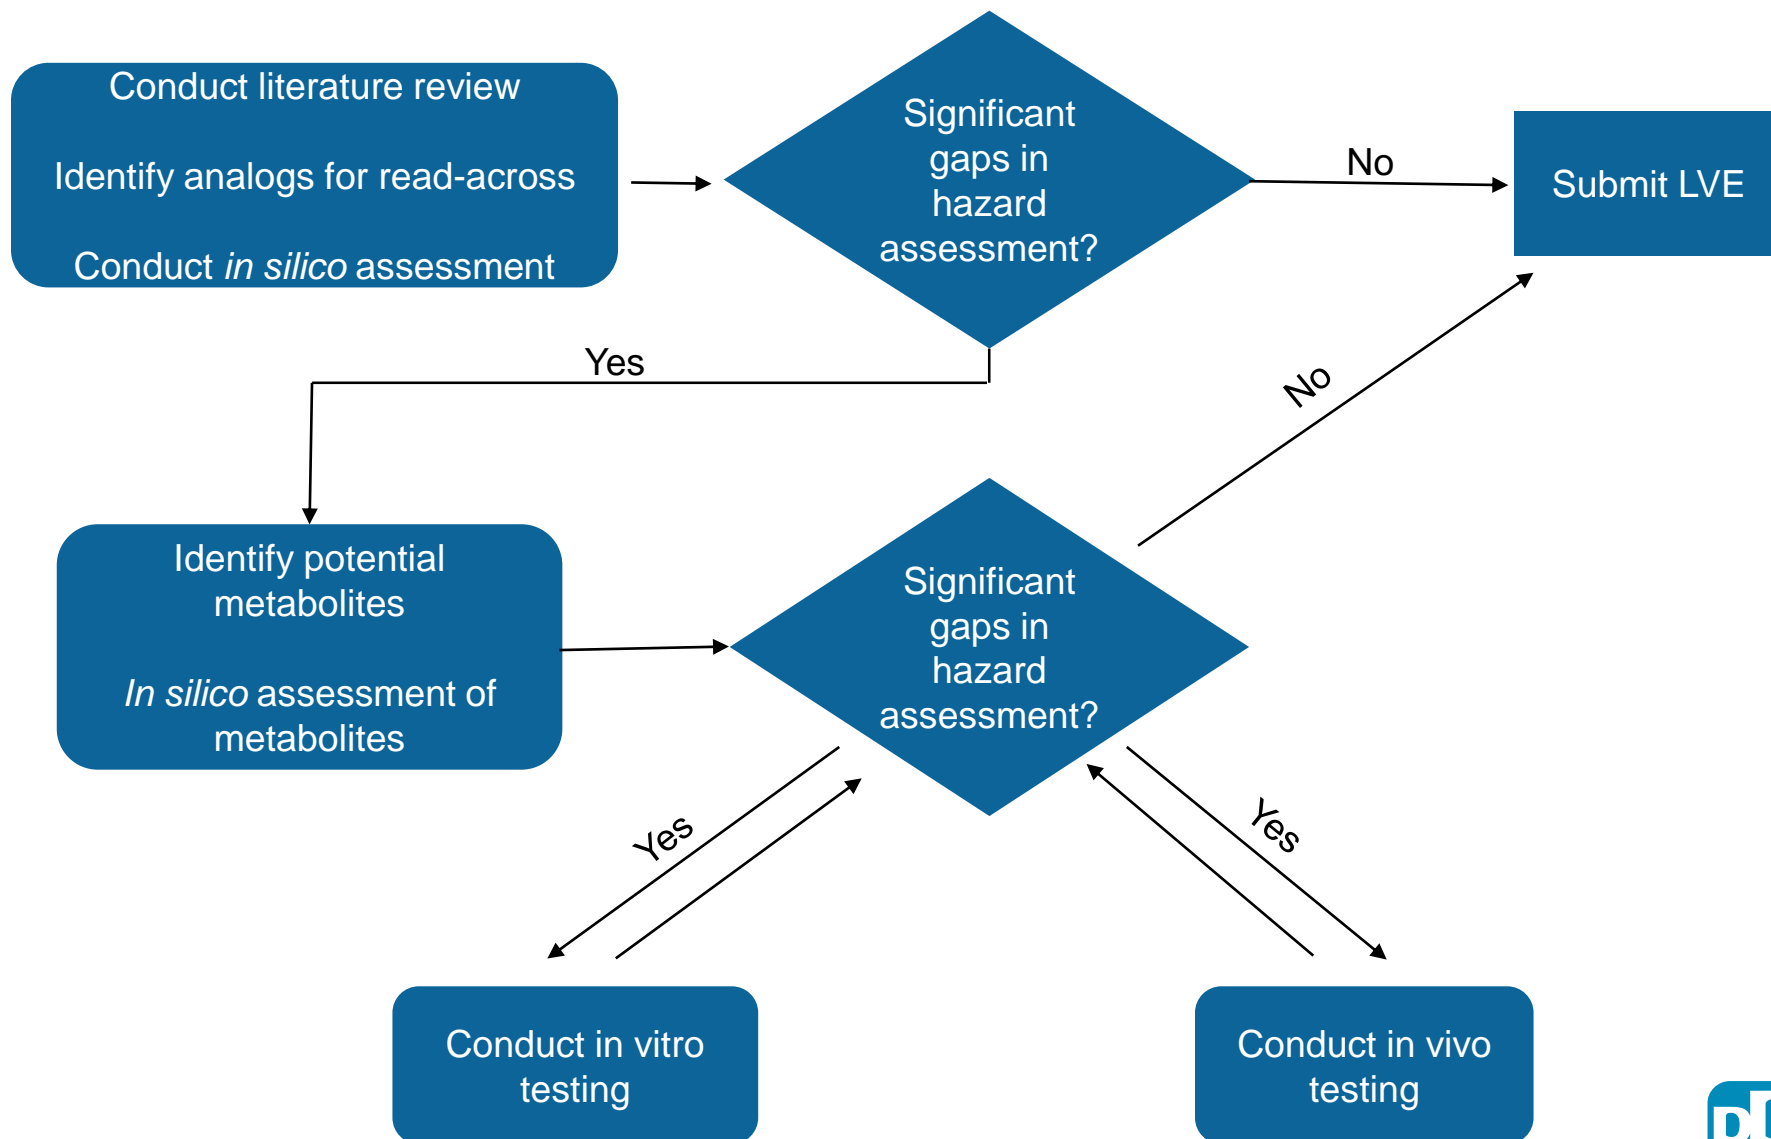 Conduct literature review
Identify analogs for read-across
Conduct in silico assessment
Significant
gaps in
hazard
assessment?
No
Submit LVE
Yes
No
Identify potential
metabolites
In silico assessment of
metabolites
Significant
gaps in
hazard
assessment?
Yes
Yes
Conduct in vitro
testing
Conduct in vivo
testing